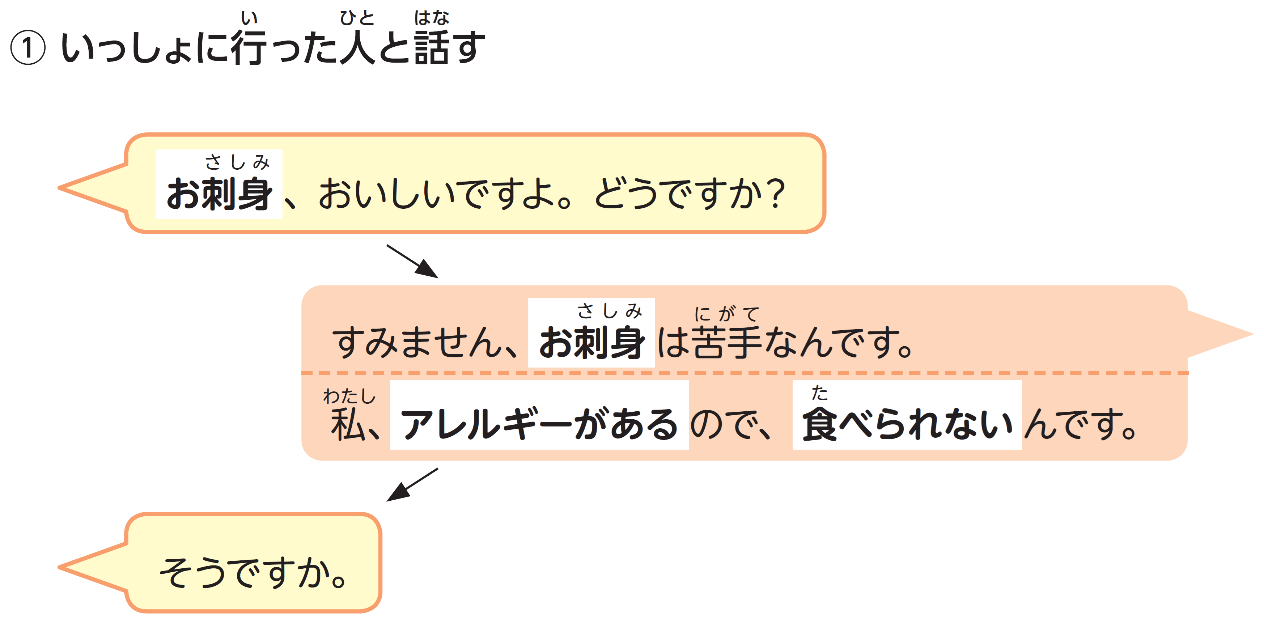 ① いっしょに行った人と話す
お刺身、おいしいですよ。どうですか？
すみません、お刺身は苦手なんです。
私、アレルギーがあるので、食べられないんです。
そうですか。